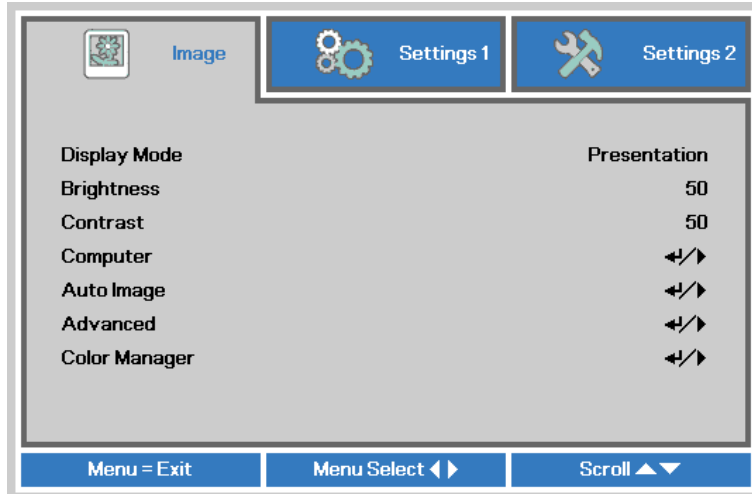 Image Settings 1 Settings 2
Display Mode Presentation
Brightness 50
Contrast 50
Computer ↵/▶
Auto Image ↵/▶
Advanced ↵/▶
Color Manager ↵/▶
Menu = Exit Menu Select ◀▶ Scroll ▲▼